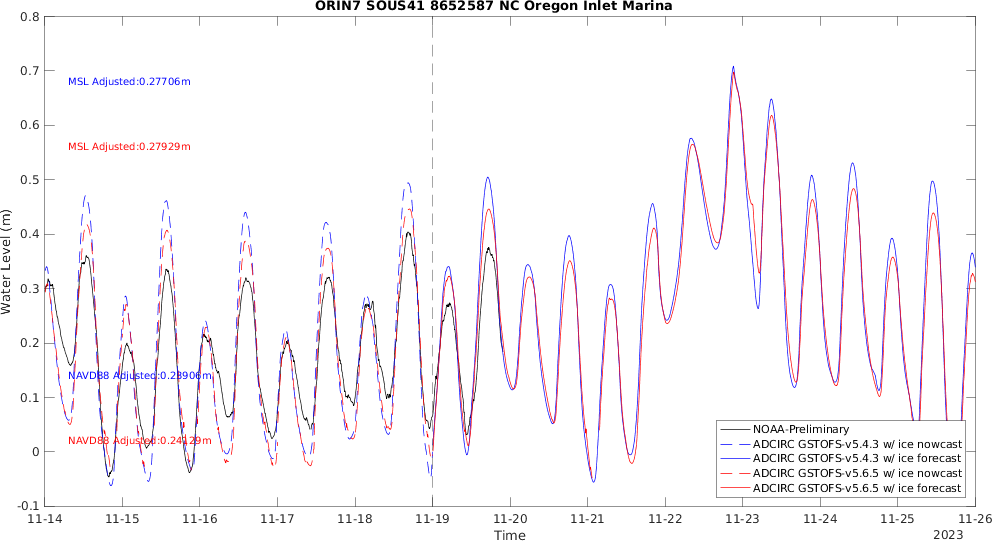 ORIN7 SOUS41 8652587 NC Oregon Inlet Marina
0.8
0.7
0.6
0.5
0.4
0.3
0.2
0.1
0
-0.1
Water Level (m)
MSL Adjusted:0.27706m
MSL Adjusted:0.27929m
NAVD88 Adjusted:0.23906m
NAVD88 Adjusted:0.24129m
NOAA-Preliminary
ADCIRC GSTOFS-v5.4.3 w/ ice nowcast
ADCIRC GSTOFS-v5.4.3 w/ ice forecast
ADCIRC GSTOFS-v5.6.5 w/ ice nowcast
ADCIRC GSTOFS-v5.6.5 w/ ice forecast
11-14 11-15 11-16 11-17 11-18 11-19 11-20 11-21 11-22 11-23 11-24 11-25 11-26
Time
2023